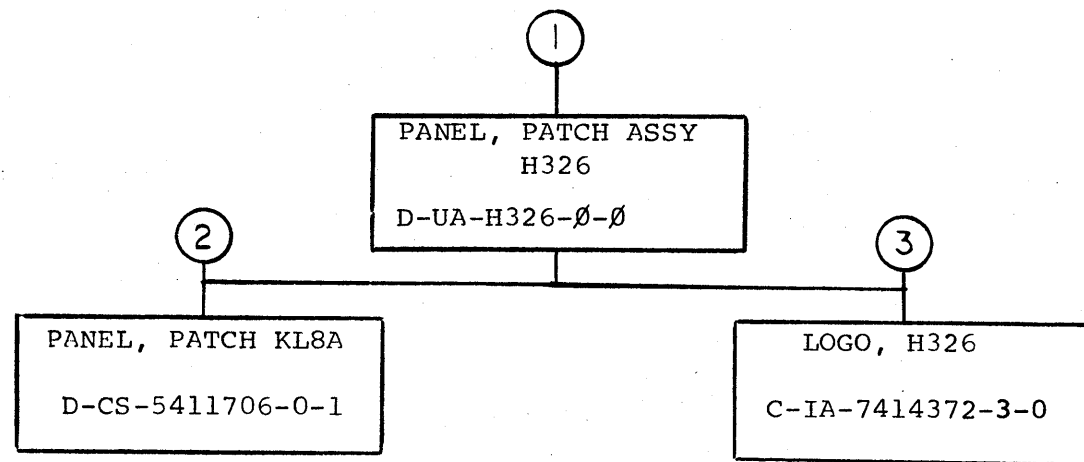 1
PANEL, PATCH ASSY
H326
D-UA-H326-Ø-Ø
2
3
PANEL, PATCH KL8A
D-CS-5411706-0-1
LOGO, H326
C-IA-7414372-3-0